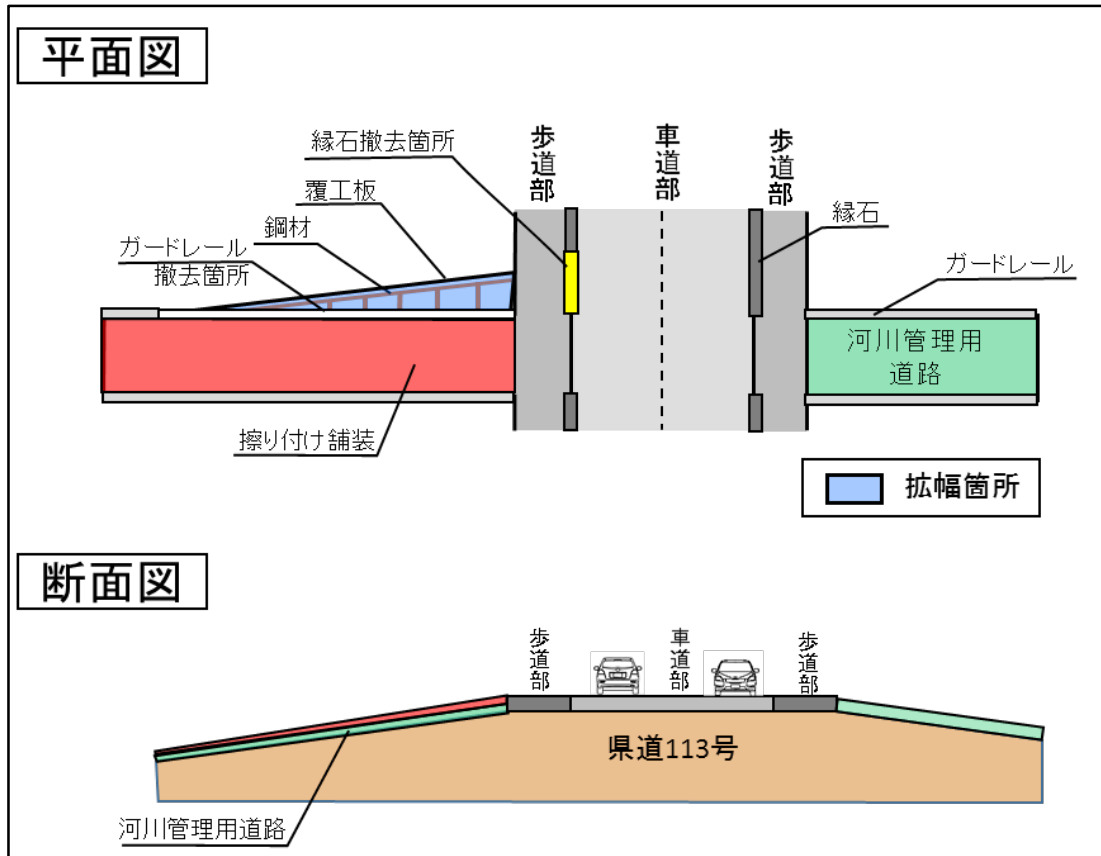 平面図
縁石撤去箇所
歩道部
車道部
歩道部
覆工板
縁石
鋼材
ガードレール
撤去箇所
ガードレール
河川管理用
道路
擦り付け舗装
拡幅箇所
断面図
歩道部
車道部
歩道部
県道113号
河川管理用道路